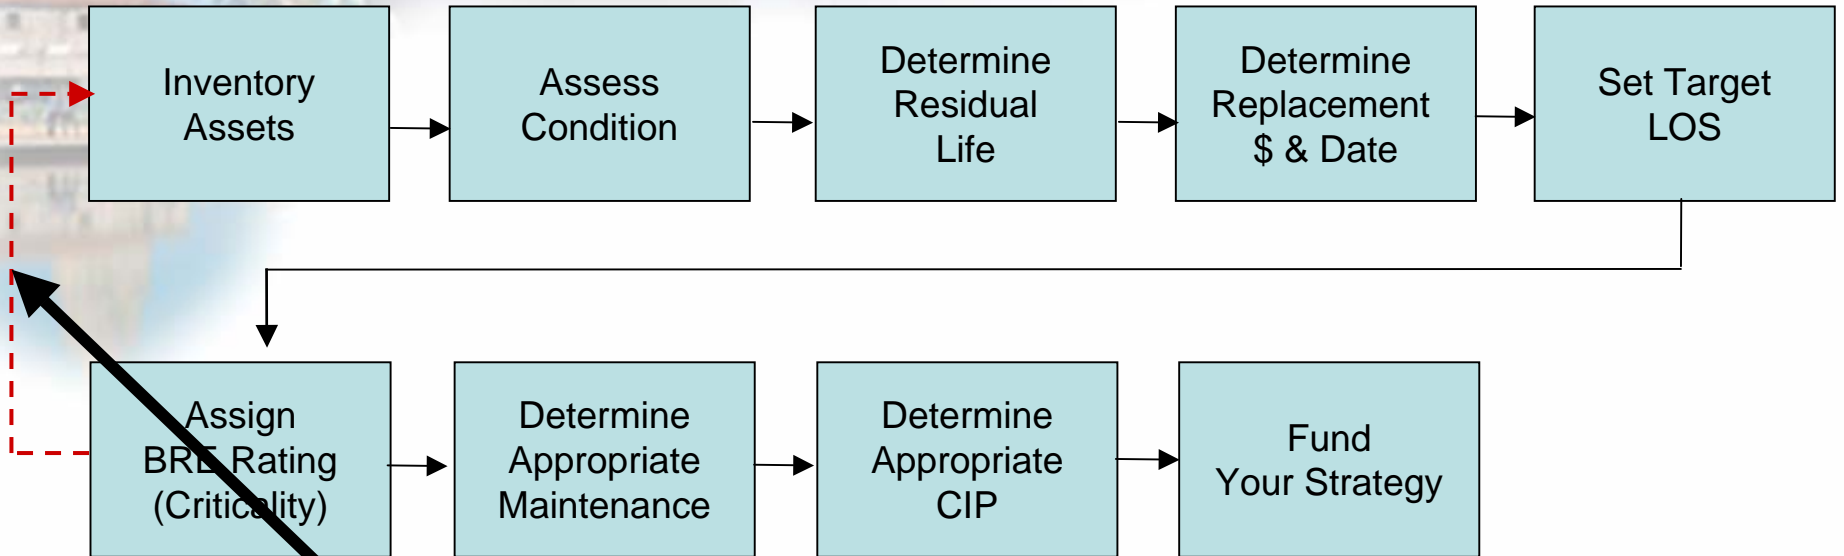 Inventory
Assets
Assess
Condition
Determine
Residual
Life
Determine
Replacement
$ & Date
Set Target
LOS
Assign
BRE Rating
(Criticality)
Determine
Appropriate
Maintenance
Determine
Appropriate
CIP
Fund
Your Strategy